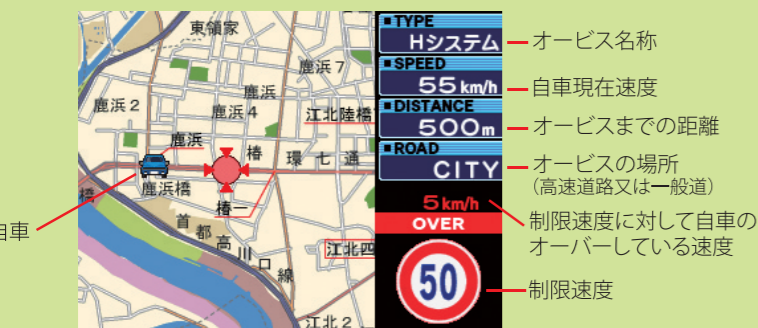 東領家
鹿浜7
鹿浜2
鹿浜
鹿浜4
江北陸橋
鹿浜
椿
環七通
橋
鹿浜橋
椿一
首都高川口線
江北四
江北2
自車
■TYPE
Hシステム
■SPEED
55km/h
■DISTANCE
500m
■ROAD
CITY
5km/h
OVER
50
オービス名称
自車現在速度
オービスまでの距離
オービスの場所
(高速道路又は一般道)
制限速度に対して自車の
オーバーしている速度
制限速度